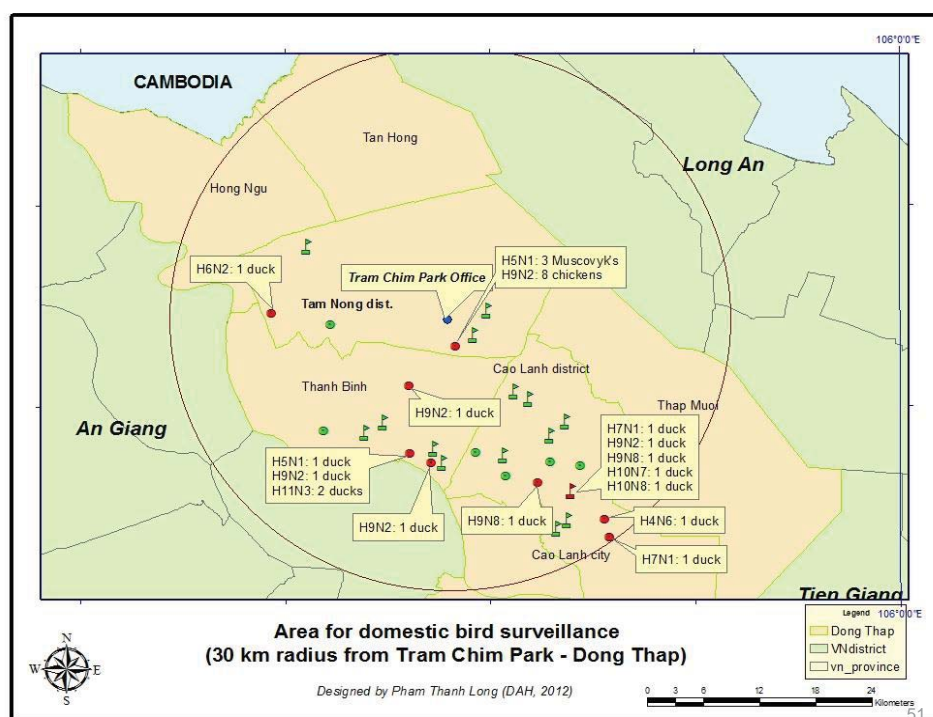 106°0'0"E
CAMBODIA
Tan Hong
Long An
Hong Ngu
H5N1: 3 Muscovyk's
H9N2: 8 chickens
H6N2: 1 duck
Tram Chim Park Office
Tam Nong dist.
Cao Lanh district
Thanh Binh
Thap Muoi
H9N2: 1 duck
An Giang
H7N1: 1 duck
H9N2: 1 duck
H9N8: 1 duck
H10N7: 1 duck
H10N8: 1 duck
H5N1: 1 duck
H9N2: 1 duck
H11N3: 2 ducks
H9N2: 1 duck
H9N8: 1 duck
H4N6: 1 duck
Cao Lanh city
H7N1: 1 duck
Tien Giang
106°0'0"E
Legend
Dong Thap
VNdistrict
vn_province
Area for domestic bird surveillance
(30 km radius from Tram Chim Park - Dong Thap)
Designed by Pham Thanh Long (DAH, 2012)
N
W E
S
0 3 6 12 18 24
Kilometers
51